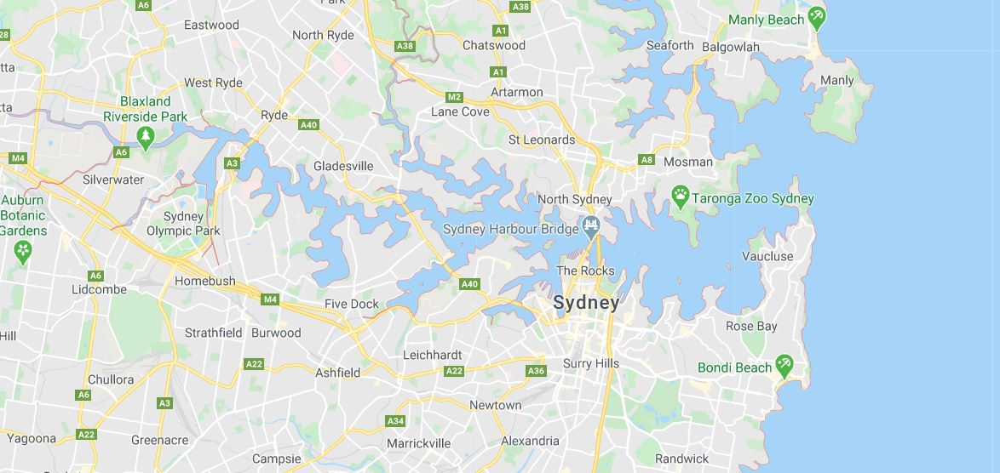 Park
A6
A38
Manly Beach
Eastwood
28
North Ryde
A1
A38
Chatswood
Seaforth
Balgowlah
tta
West Ryde
A1
Manly
M2
Artarmon
Blaxland
Riverside Park
tta
Ryde
Lane Cove
A40
St Leonards
M4
A6
A3
Gladesville
A8
Mosman
Silverwater
Auburn
Botanic
Gardens
North Sydney
Taronga Zoo Sydney
Sydney
Olympic Park
Sydney Harbour Bridge
Vaucluse
A6
Homebush
The Rocks
Lidcombe
A40
M4
Five Dock
Sydney
Strathfield
Burwood
Rose Bay
Hill
Leichhardt
A22
Ashfield
A22
A36
Surry Hills
Bondi Beach
Chullora
A6
A3
Newtown
A34
A22
Yagoona
Greenacre
Marrickville
Alexandria
Campsie
Randwick